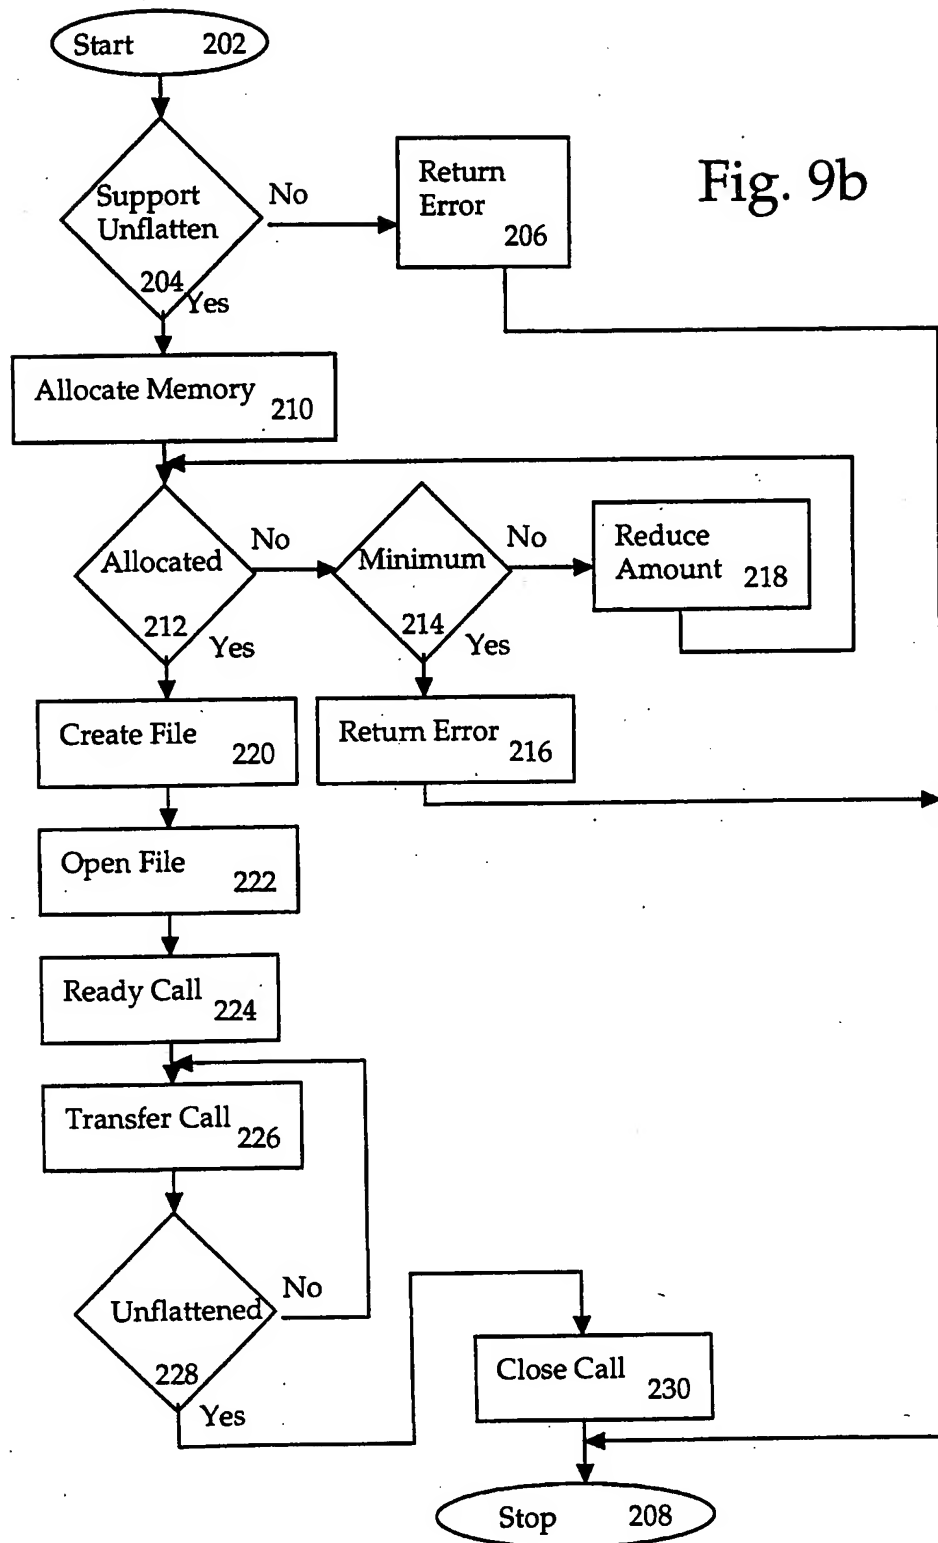 Start 202
Fig. 9b
Support
Unflatten
204
No
Yes
Return
Error
206
Allocate Memory
210
Allocated
212
No
Yes
Minimum
214
No
Yes
Reduce
Amount 218
Create File
220
Return Error
216
Open File
222
Ready Call
224
Transfer Call
226
Unflattened
228
No
Yes
Close Call
230
Stop 208